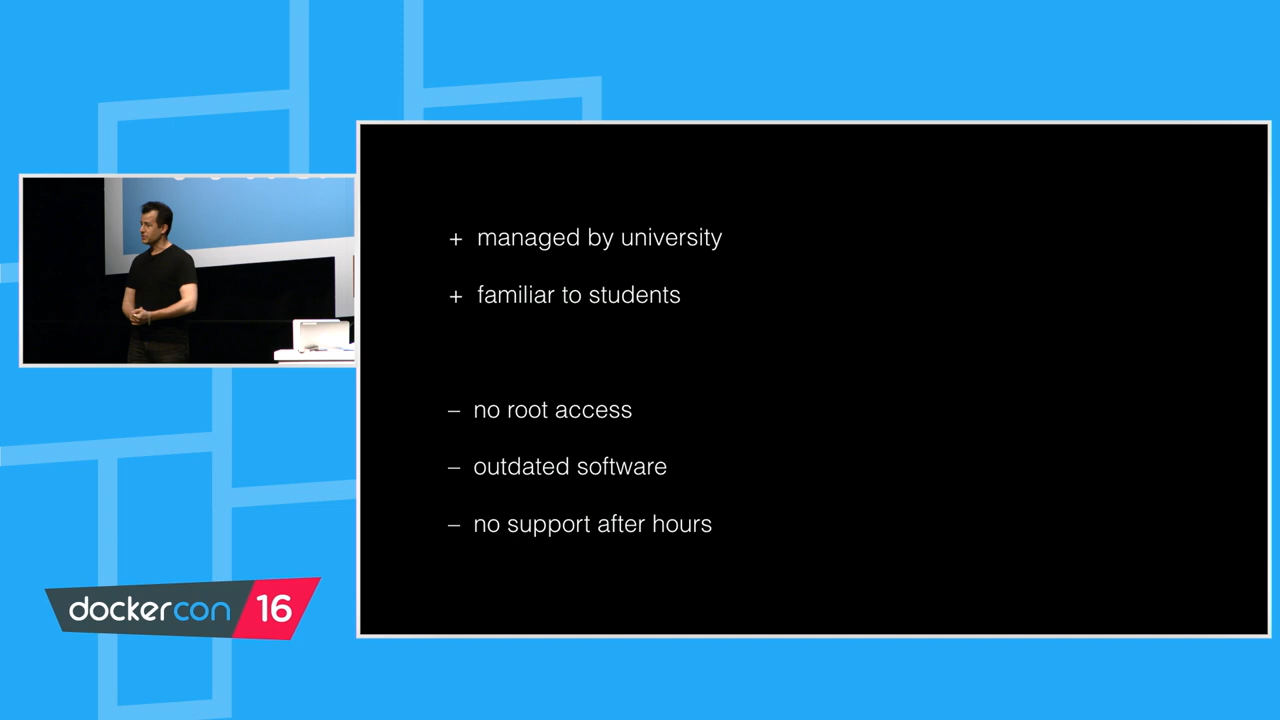 + managed by university
+ familiar to students
– no root access
– outdated software
– no support after hours
dockercon 16